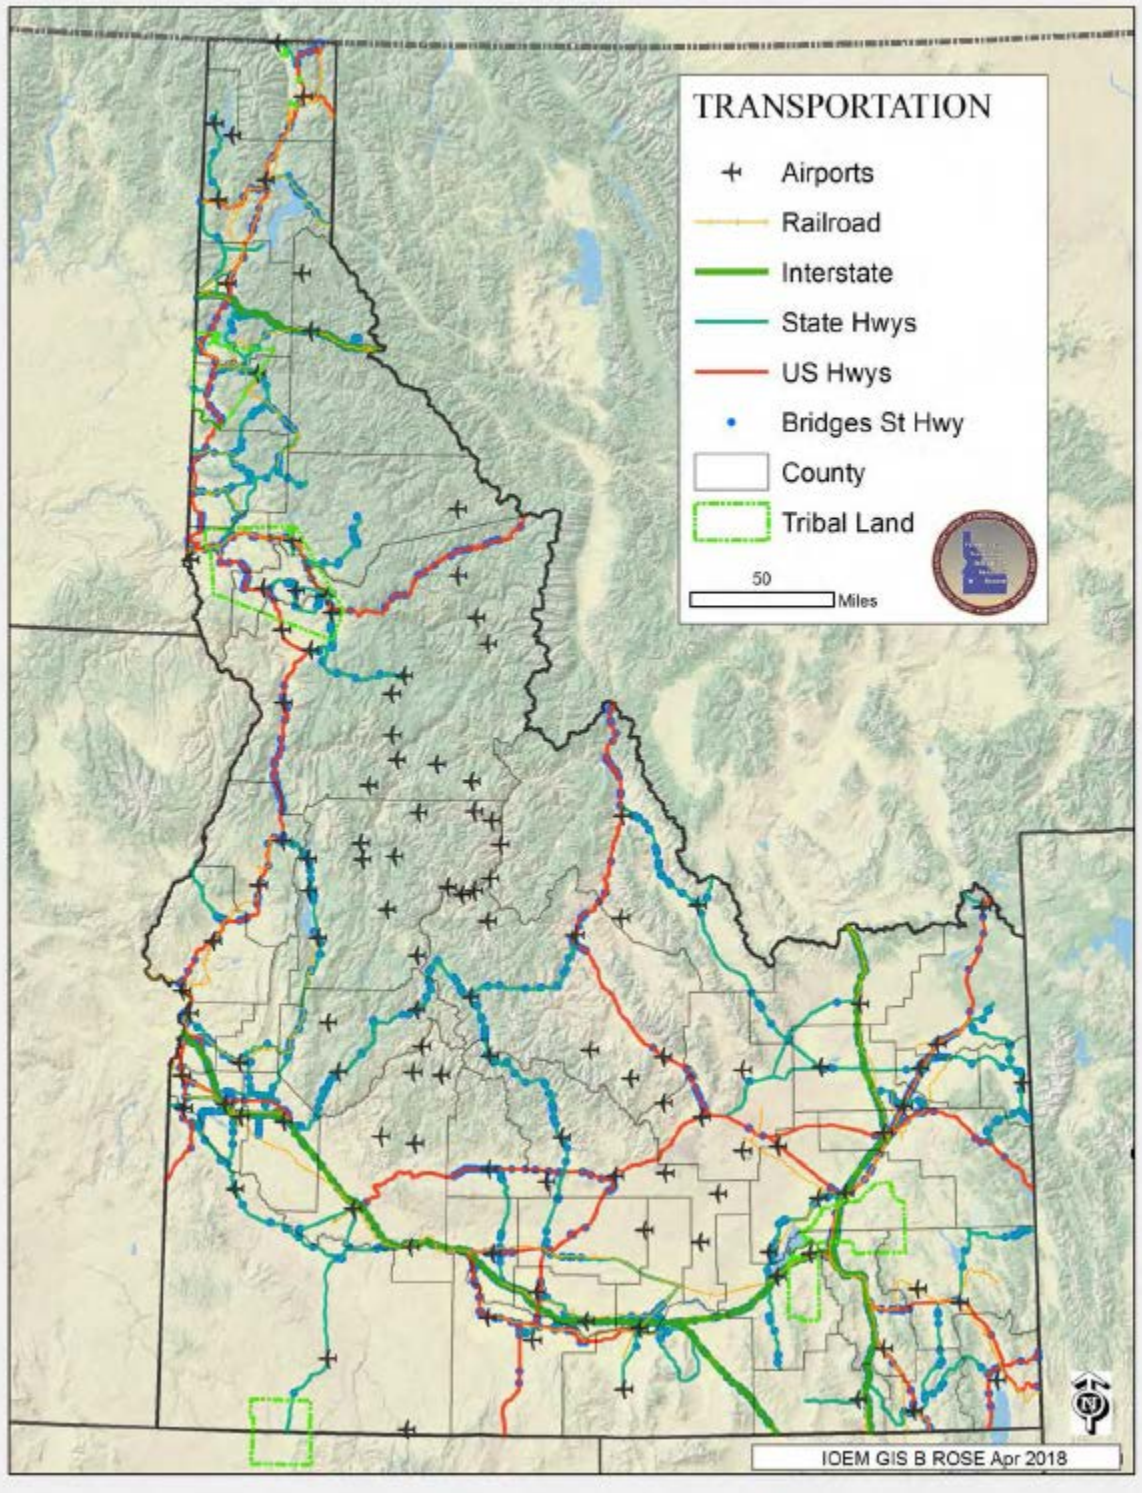 TRANSPORTATION
Airports
Railroad
Interstate
State Hwys
US Hwys
Bridges St Hwy
County
Tribal Land
50
Miles
N
IOEM GIS B ROSE Apr 2018